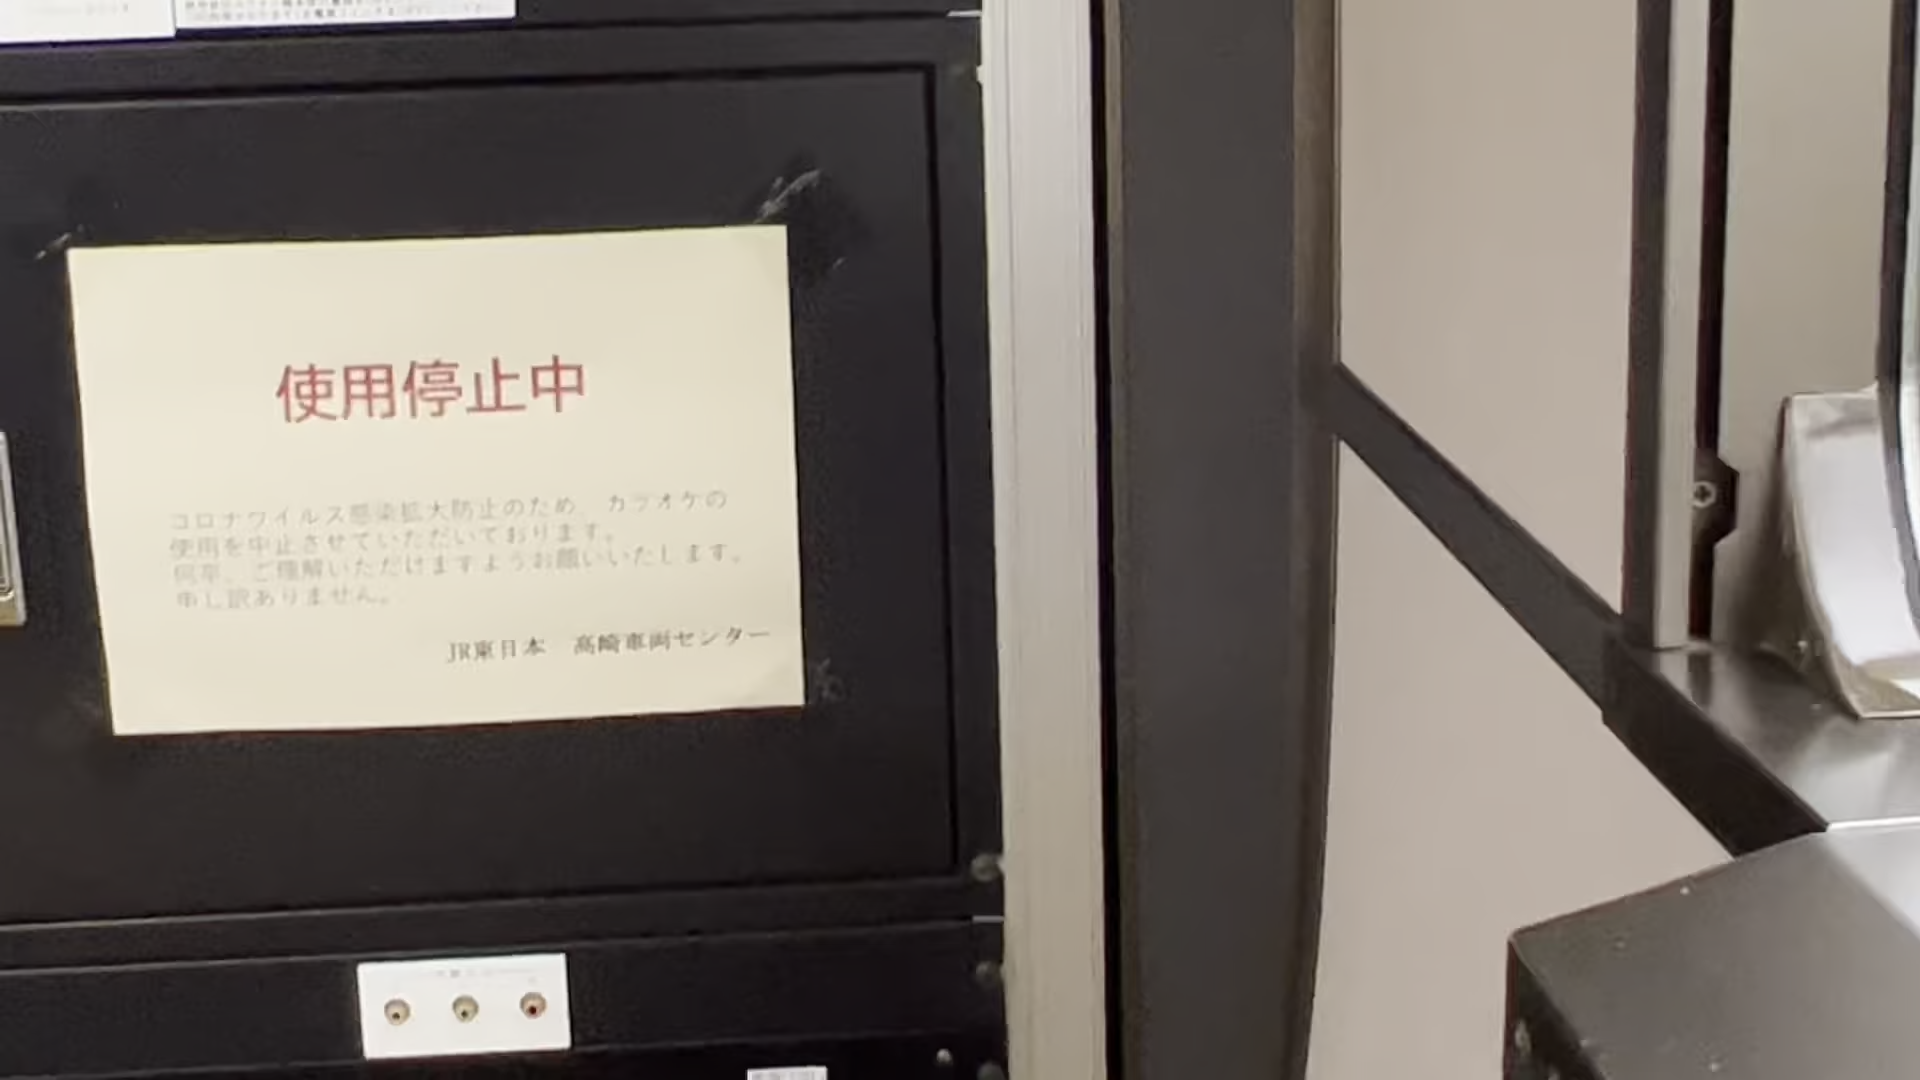 使用停止中
コロナウイルス感染拡大防止のため、カラオケの
使用を中止させていただいております。
何卒、ご理解いただけますようお願いいたします。
申し訳ありません。
JR東日本　高崎車両センター